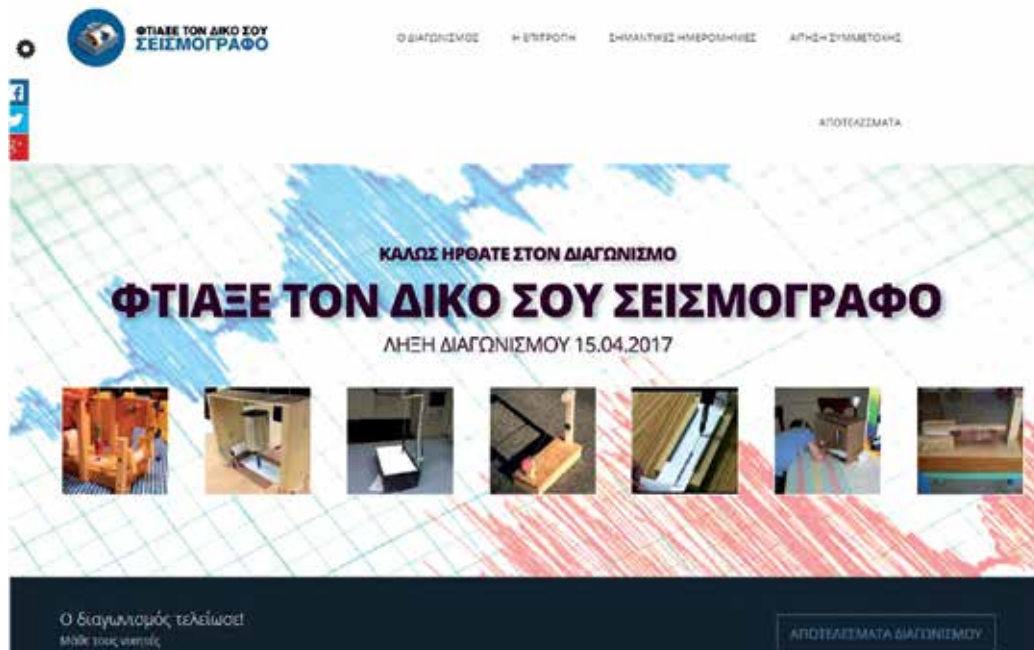 ΦΤΙΑΞΕ ΤΟΝ ΔΙΚΟ ΣΟΥ
ΣΕΙΣΜΟΓΡΑΦΟ
Ο ΔΙΑΓΩΝΙΣΜΟΣ Η ΕΠΙΤΡΟΠΗ ΣΗΜΑΝΤΙΚΕΣ ΗΜΕΡΟΜΗΝΙΕΣ ΑΙΤΗΣΗ ΣΥΜΜΕΤΟΧΗΣ
ΑΠΟΤΕΛΕΣΜΑΤΑ
ΚΑΛΩΣ ΗΡΘΑΤΕ ΣΤΟΝ ΔΙΑΓΩΝΙΣΜΟ
ΦΤΙΑΞΕ ΤΟΝ ΔΙΚΟ ΣΟΥ ΣΕΙΣΜΟΓΡΑΦΟ
ΛΗΞΗ ΔΙΑΓΩΝΙΣΜΟΥ 15.04.2017
Ο διαγωνισμός τελείωσε!
Μάθε τους νικητές
ΑΠΟΤΕΛΕΣΜΑΤΑ ΔΙΑΓΩΝΙΣΜΟΥ